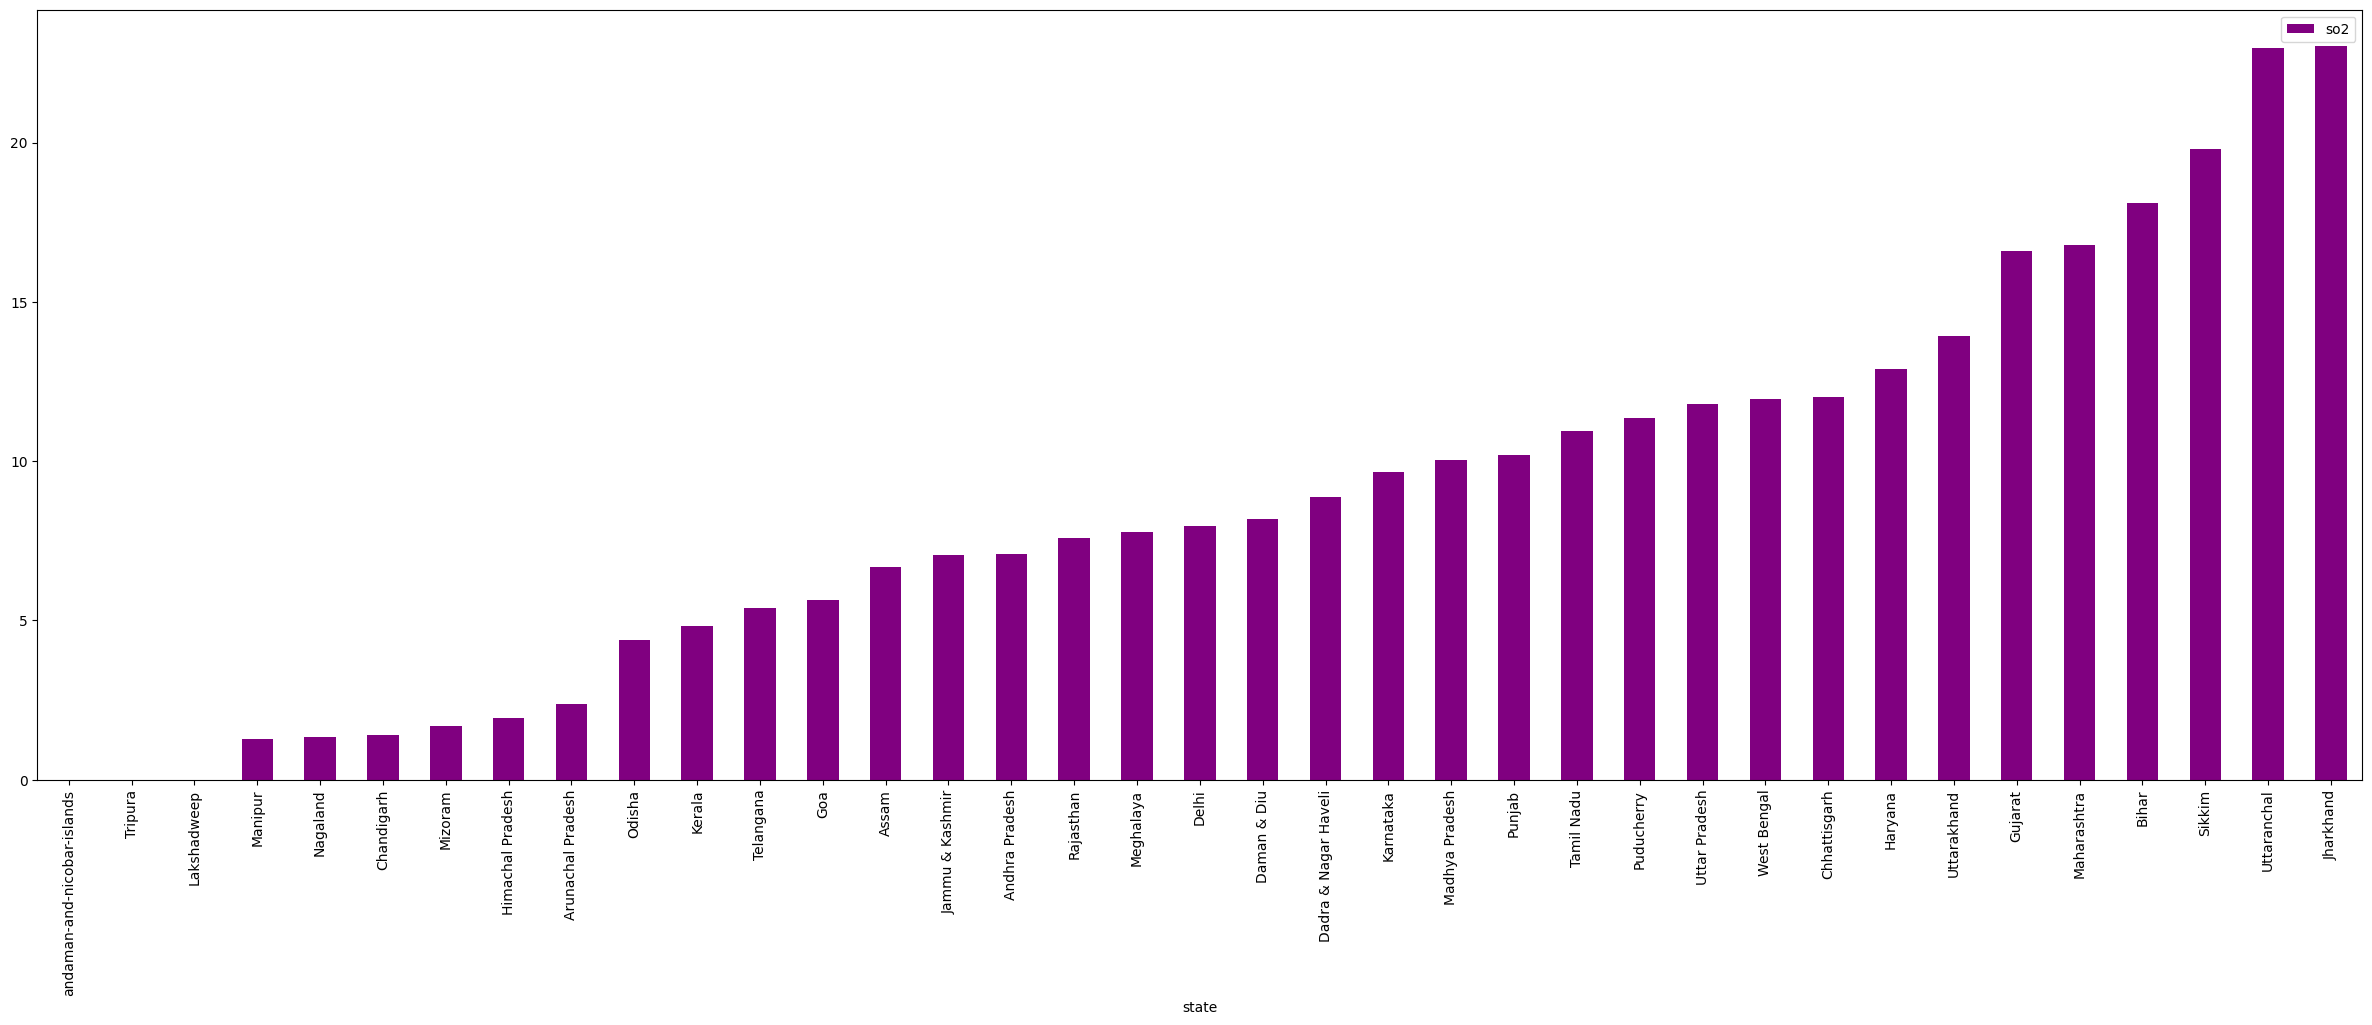 so2
20
15
10
5
0
andaman-and-nicobar-islands
Tripura
Lakshadweep
Manipur
Nagaland
Chandigarh
Mizoram
Himachal Pradesh
Arunachal Pradesh
Odisha
Kerala
Telangana
Goa
Assam
Jammu & Kashmir
Andhra Pradesh
Rajasthan
Meghalaya
Delhi
Daman & Diu
Dadra & Nagar Haveli
Karnataka
Madhya Pradesh
Punjab
Tamil Nadu
Puducherry
Uttar Pradesh
West Bengal
Chhattisgarh
Haryana
Uttarakhand
Gujarat
Maharashtra
Bihar
Sikkim
Uttaranchal
Jharkhand
state